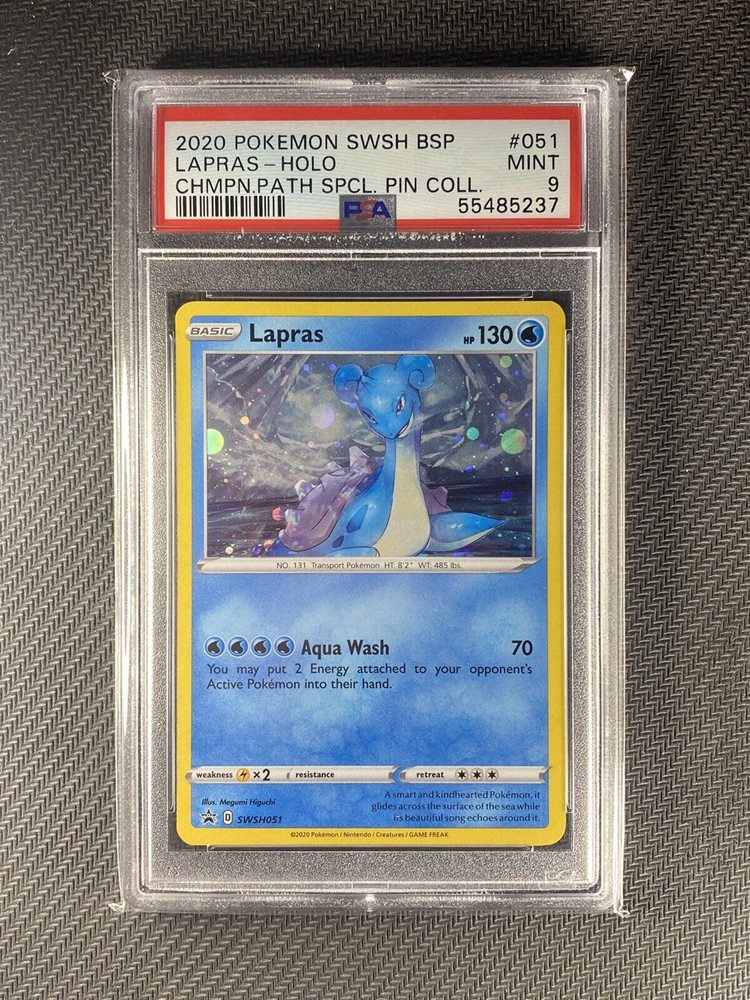 2020 POKEMON SWSH BSP #051
LAPRAS - HOLO MINT
CHMPN.PATH SPCL. PIN COLL. 9
PSA 55485237
BASIC Lapras HP 130
NO. 131 Transport Pokémon HT: 8'2" WT: 485 lbs.
Aqua Wash 70
You may put 2 Energy attached to your opponent's
Active Pokémon into their hand.
weakness ×2 resistance retreat
A smart and kindhearted Pokémon, it
glides across the surface of the sea while
its beautiful song echoes around it.
Illus. Megumi Higuchi
D SWSH051
©2020 Pokémon / Nintendo / Creatures / GAME FREAK